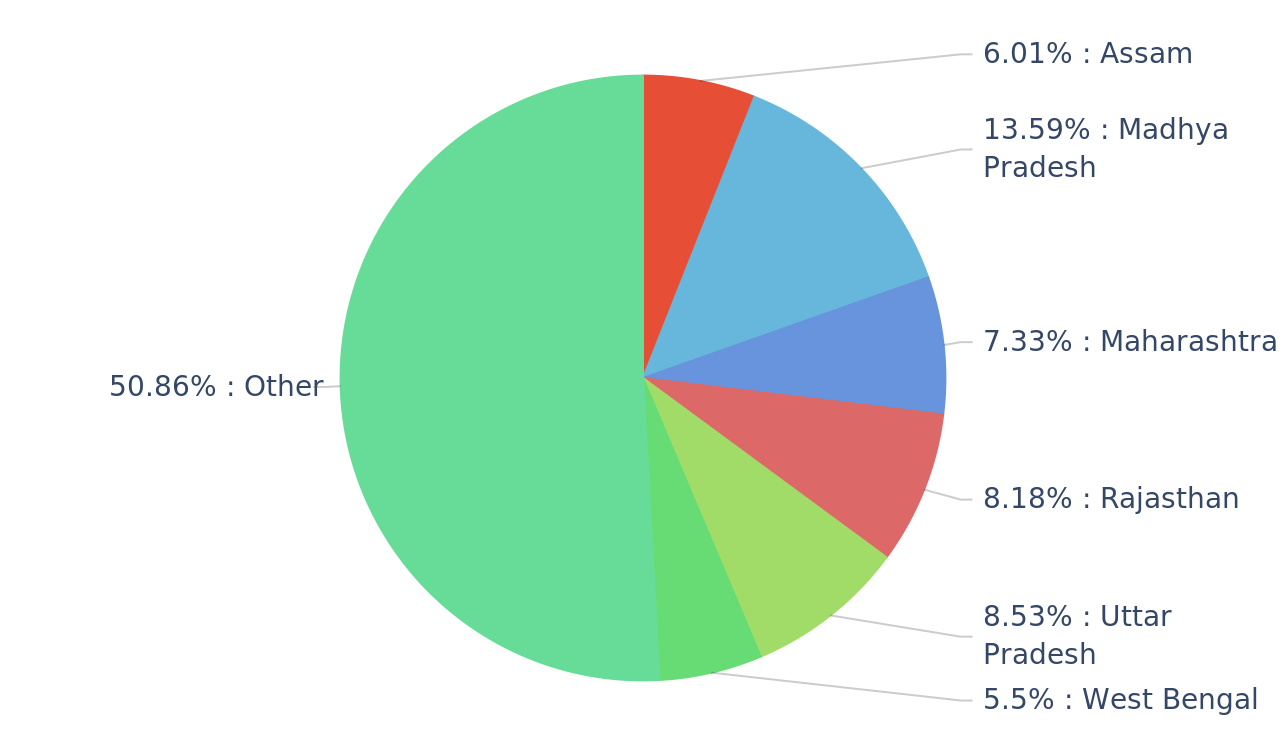 6.01% : Assam
13.59% : Madhya
Pradesh
7.33% : Maharashtra
50.86% : Other
8.18% : Rajasthan
8.53% : Uttar
Pradesh
5.5% : West Bengal